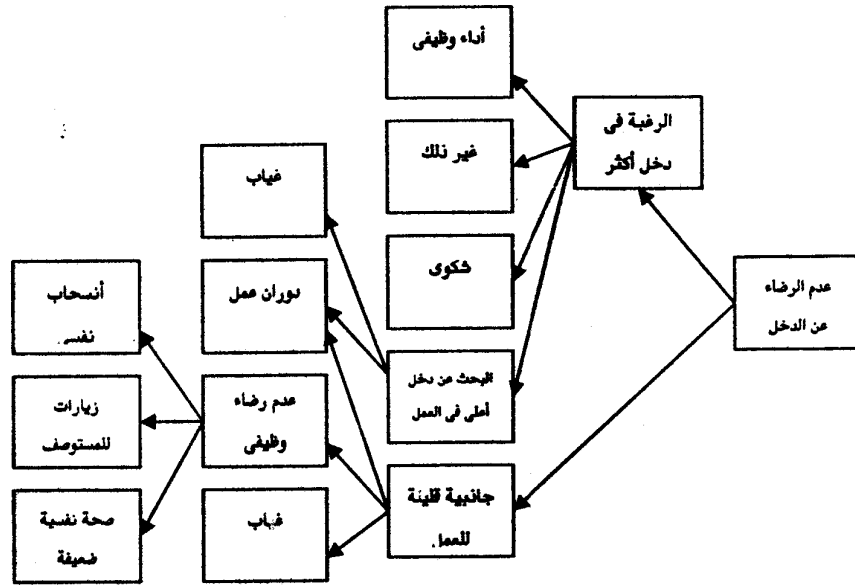 أداء وظيفى
الرغبة فى
دخل أكثر
غير ذلك
غياب
شكوى
عدم الرضاء
عن الدخل
دوران عمل
أنسحاب
نفسى
البحث عن دخل
أعلى فى العمل
عدم رضاء
وظيفى
زيارات
للمستوصف
جاذبية قليلة
للعمل
غياب
صحة نفسية
ضعيفة